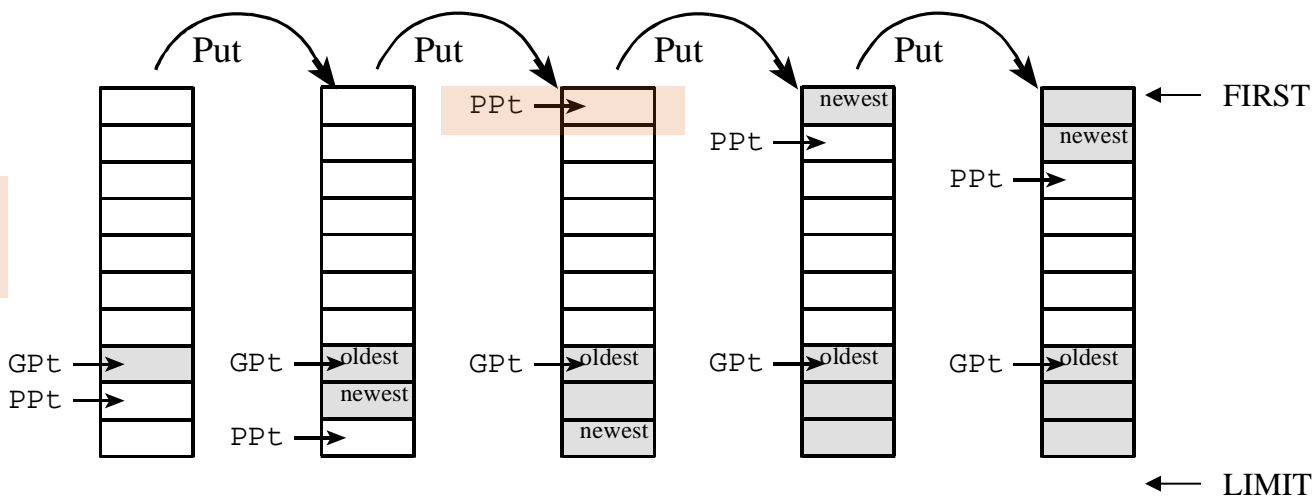 Put Put Put Put
PPt newest FIRST
PPt newest
PPt
GPt GPt oldest GPt oldest GPt oldest GPt oldest
PPt newest
PPt newest
LIMIT